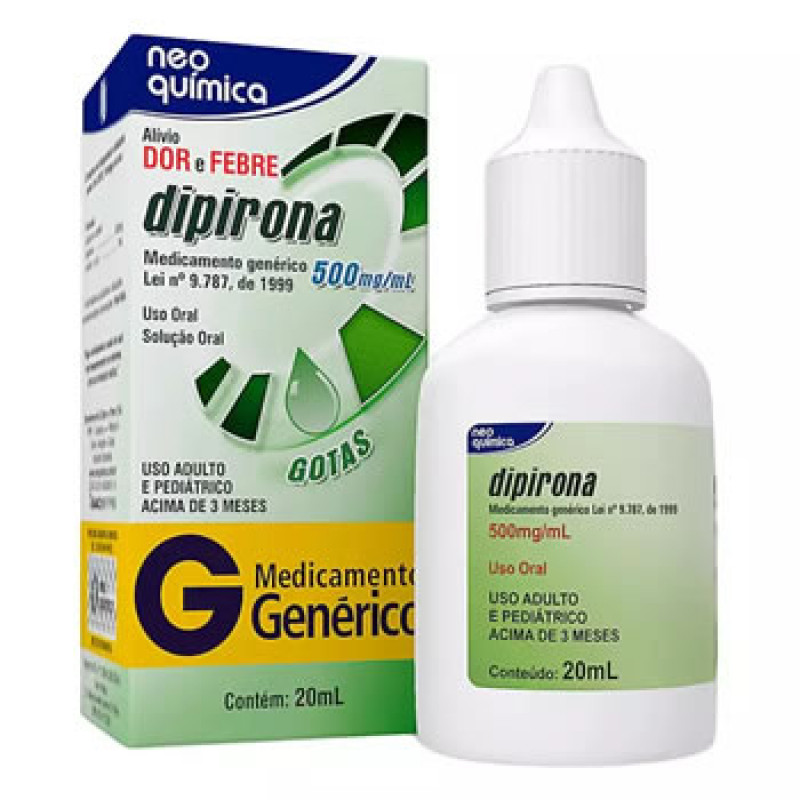 neo
química
Alívio
DOR e FEBRE
dipirona
Medicamento genérico
Lei nº 9.787, de 1999
500mg/mL
Uso Oral
Solução Oral
GOTAS
USO ADULTO
E PEDIÁTRICO
ACIMA DE 3 MESES
G Medicamento
Genérico
Contém: 20mL
neo
química
dipirona
Medicamento genérico Lei nº 9.787, de 1999
500mg/mL
Uso Oral
USO ADULTO
E PEDIÁTRICO
ACIMA DE 3 MESES
Conteúdo: 20mL